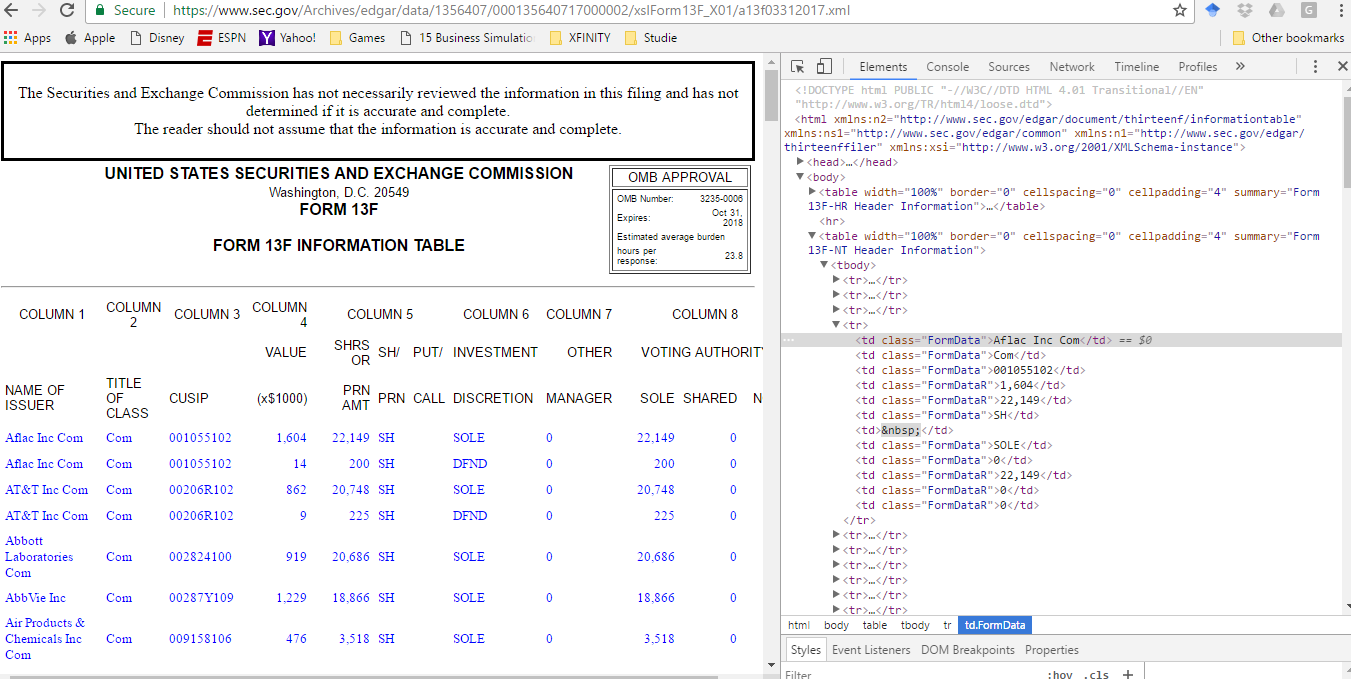 Secure https://www.sec.gov/Archives/edgar/data/1356407/000135640717000002/xslForm13F_X01/a13f03312017.xml
Apps Apple Disney ESPN Yahoo! Games 15 Business Simulatio XFINITY Studie Other bookmarks
The Securities and Exchange Commission has not necessarily reviewed the information in this filing and has not
determined if it is accurate and complete.
The reader should not assume that the information is accurate and complete.
UNITED STATES SECURITIES AND EXCHANGE COMMISSION
Washington, D.C. 20549
FORM 13F
FORM 13F INFORMATION TABLE
OMB APPROVAL
OMB Number: 3235-0006
Expires: Oct 31, 2018
Estimated average burden
hours per response: 23.8
COLUMN 1 COLUMN 2 COLUMN 3 COLUMN 4 COLUMN 5 COLUMN 6 COLUMN 7 COLUMN 8
VALUE SHRS OR SH/ PUT/ INVESTMENT OTHER VOTING AUTHORITY
NAME OF ISSUER TITLE OF CLASS CUSIP (x$1000) PRN AMT PRN CALL DISCRETION MANAGER SOLE SHARED N
Aflac Inc Com Com 001055102 1,604 22,149 SH SOLE 0 22,149 0
Aflac Inc Com Com 001055102 14 200 SH DFND 0 200 0
AT&T Inc Com Com 00206R102 862 20,748 SH SOLE 0 20,748 0
AT&T Inc Com Com 00206R102 9 225 SH DFND 0 225 0
Abbott Laboratories Com Com 002824100 919 20,686 SH SOLE 0 20,686 0
AbbVie Inc Com 00287Y109 1,229 18,866 SH SOLE 0 18,866 0
Air Products & Chemicals Inc Com Com 009158106 476 3,518 SH SOLE 0 3,518 0
Elements Console Sources Network Timeline Profiles »
<!DOCTYPE html PUBLIC "-//W3C//DTD HTML 4.01 Transitional//EN"
"http://www.w3.org/TR/html4/loose.dtd">
<html xmlns:n2="http://www.sec.gov/edgar/document/thirteenf/informationtable"
xmlns:ns1="http://www.sec.gov/edgar/common" xmlns:n1="http://www.sec.gov/edgar/
thirteenffiler" xmlns:xsi="http://www.w3.org/2001/XMLSchema-instance">
<head>…</head>
<body>
<table width="100%" border="0" cellspacing="0" cellpadding="4" summary="Form
13F-HR Header Information">…</table>
<hr>
<table width="100%" border="0" cellspacing="0" cellpadding="4" summary="Form
13F-NT Header Information">
<tbody>
<tr>…</tr>
<tr>…</tr>
<tr>…</tr>
<tr>
<td class="FormData">Aflac Inc Com</td> == $0
<td class="FormData">Com</td>
<td class="FormData">001055102</td>
<td class="FormDataR">1,604</td>
<td class="FormDataR">22,149</td>
<td class="FormData">SH</td>
<td>&nbsp;</td>
<td class="FormData">SOLE</td>
<td class="FormData">0</td>
<td class="FormDataR">22,149</td>
<td class="FormDataR">0</td>
<td class="FormDataR">0</td>
</tr>
<tr>…</tr>
<tr>…</tr>
<tr>…</tr>
<tr>…</tr>
<tr>…</tr>
<tr>…</tr>
html body table tbody tr td.FormData
Styles Event Listeners DOM Breakpoints Properties
Filter :hov .cls +